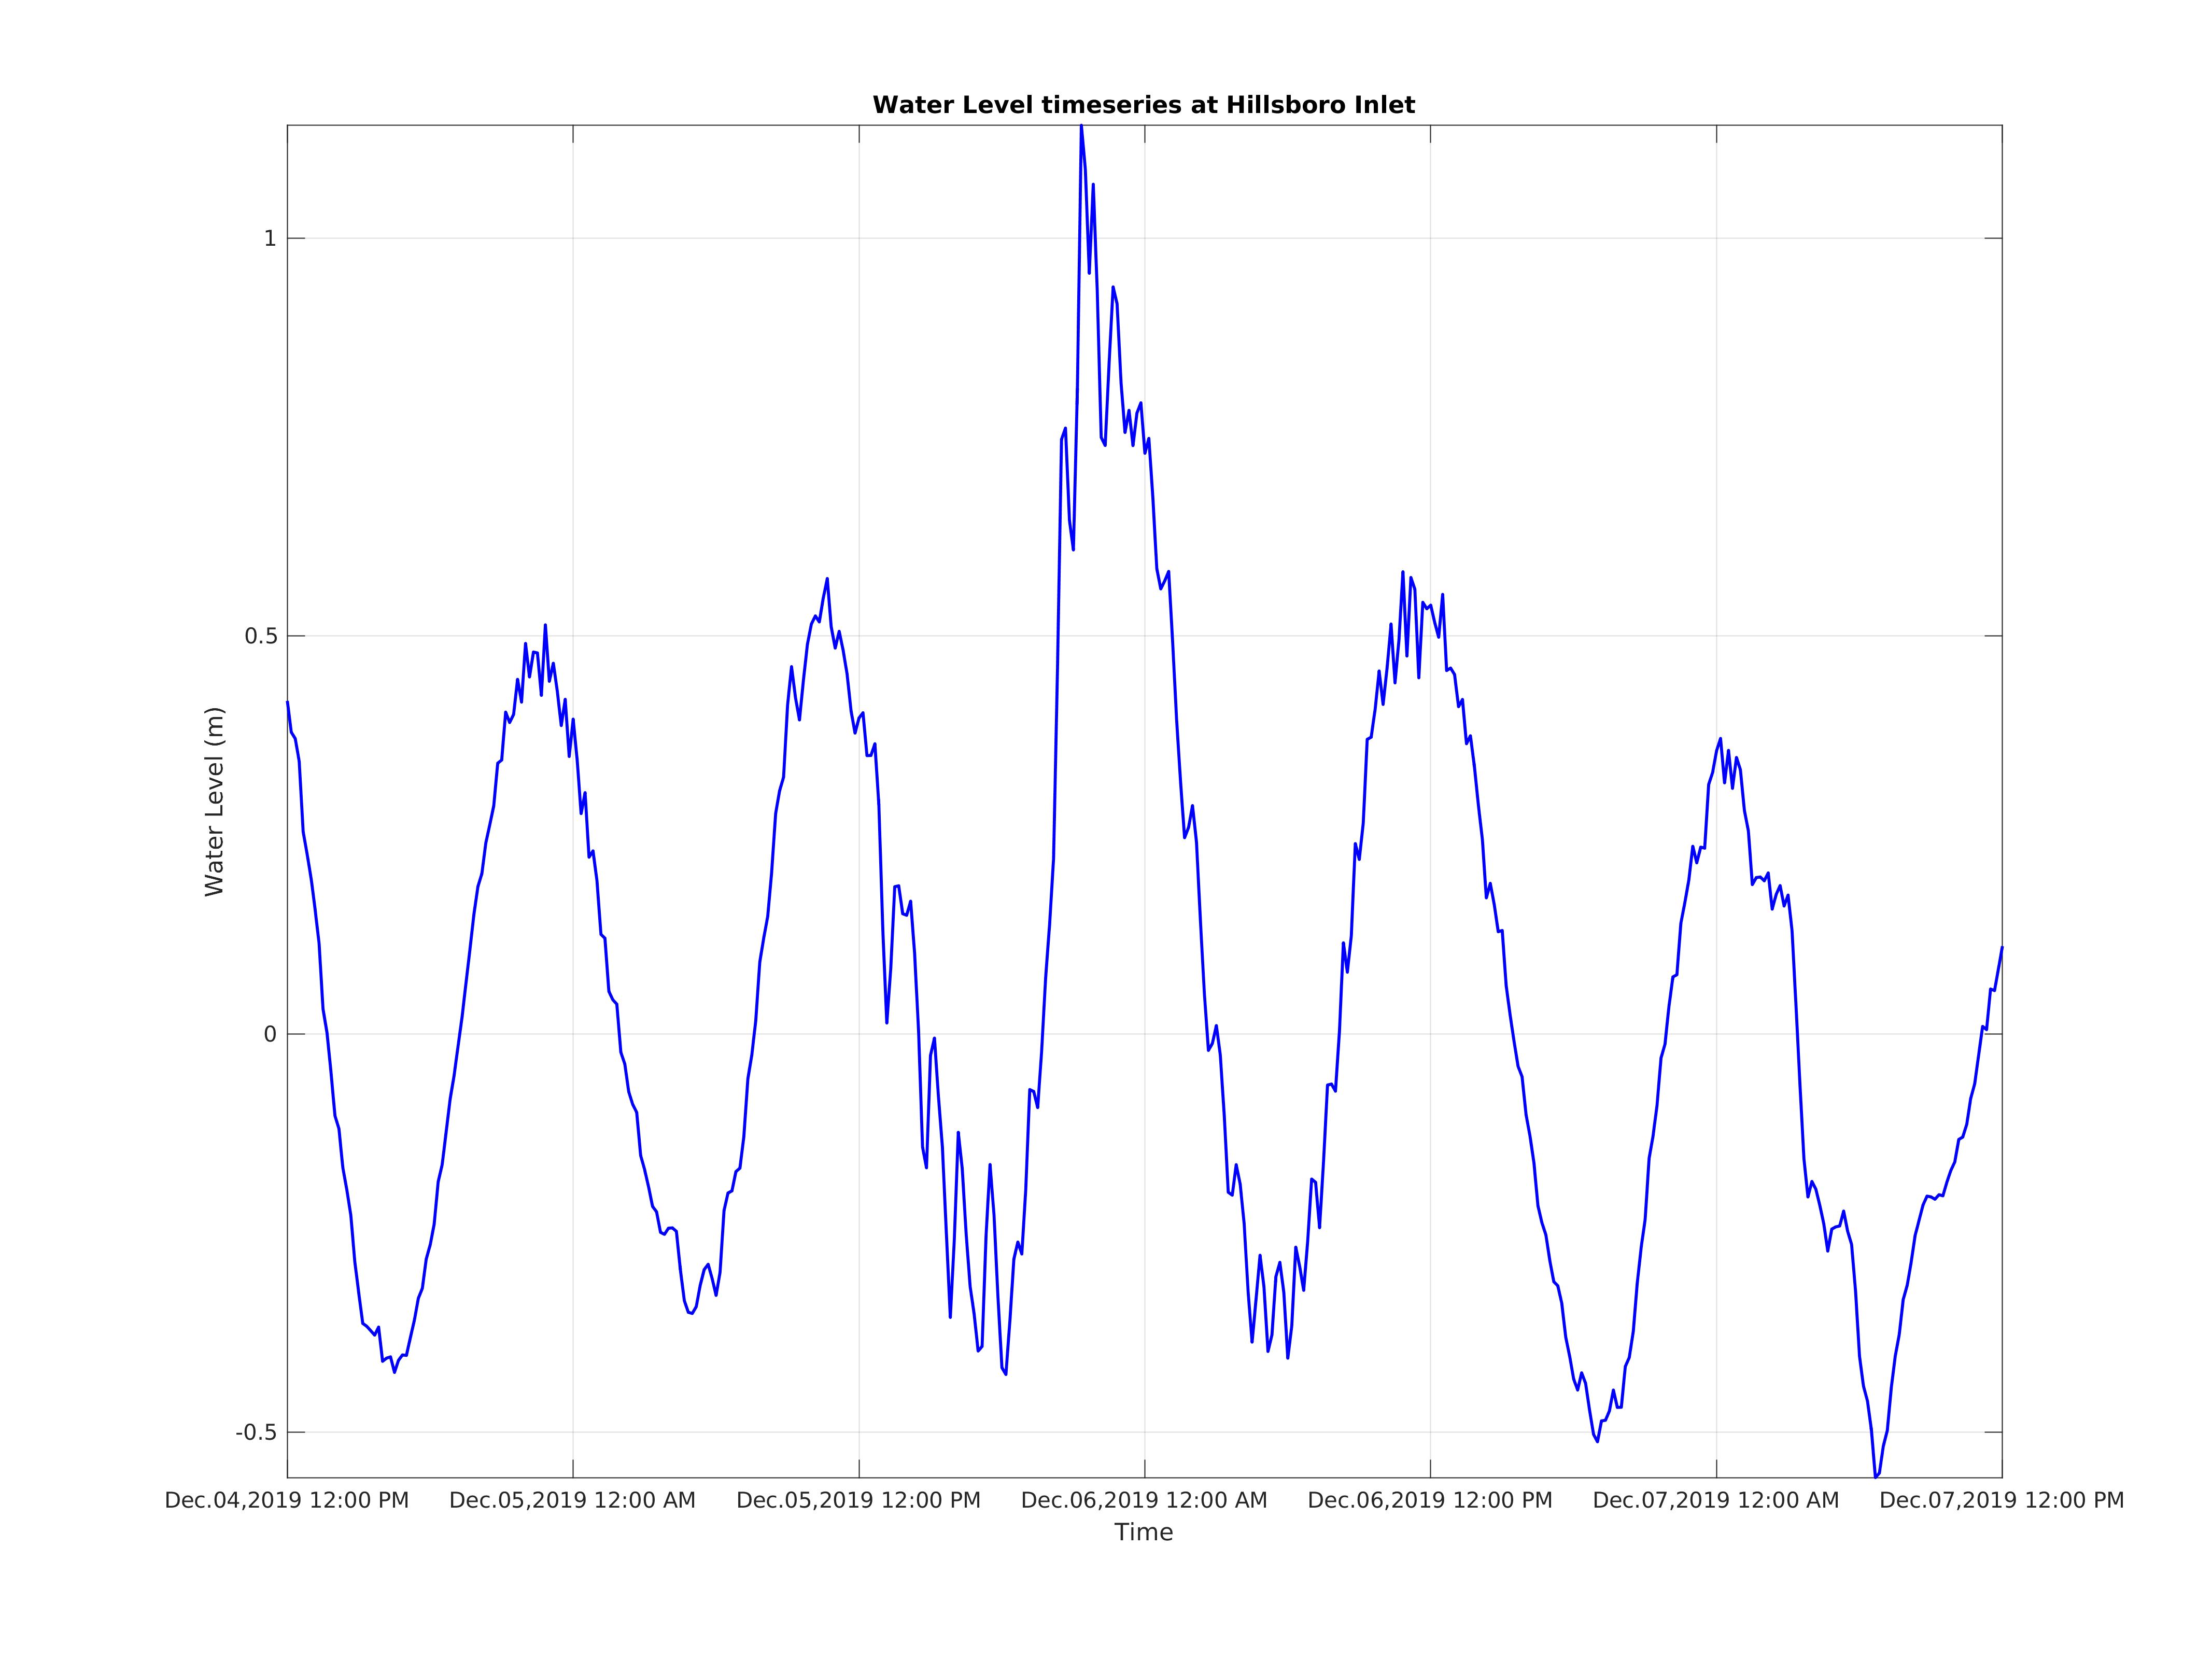 Water Level timeseries at Hillsboro Inlet
1
0.5
0
-0.5
Water Level (m)
Dec.04,2019 12:00 PM
Dec.05,2019 12:00 AM
Dec.05,2019 12:00 PM
Dec.06,2019 12:00 AM
Dec.06,2019 12:00 PM
Dec.07,2019 12:00 AM
Dec.07,2019 12:00 PM
Time